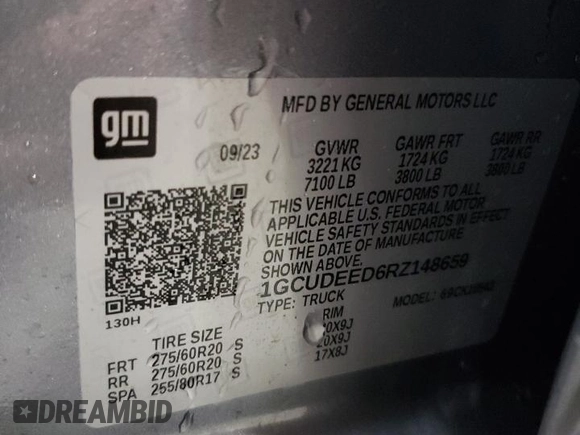 gm
MFD BY GENERAL MOTORS LLC
09/23
GVWR GAWR FRT GAWR RR
3221 KG 1724 KG 1724 KG
7100 LB 3800 LB 3800 LB
THIS VEHICLE CONFORMS TO ALL
APPLICABLE U.S. FEDERAL MOTOR
VEHICLE SAFETY STANDARDS IN EFFECT
ON THE DATE OF MANUFACTURE
SHOWN ABOVE.
1GCUDEED6RZ148659
TYPE: TRUCK MODEL:
130H
TIRE SIZE RIM
FRT 275/60R20 S 20X9J
RR 275/60R20 S 20X9J
SPA 255/80R17 S 17X8J
DREAMBID